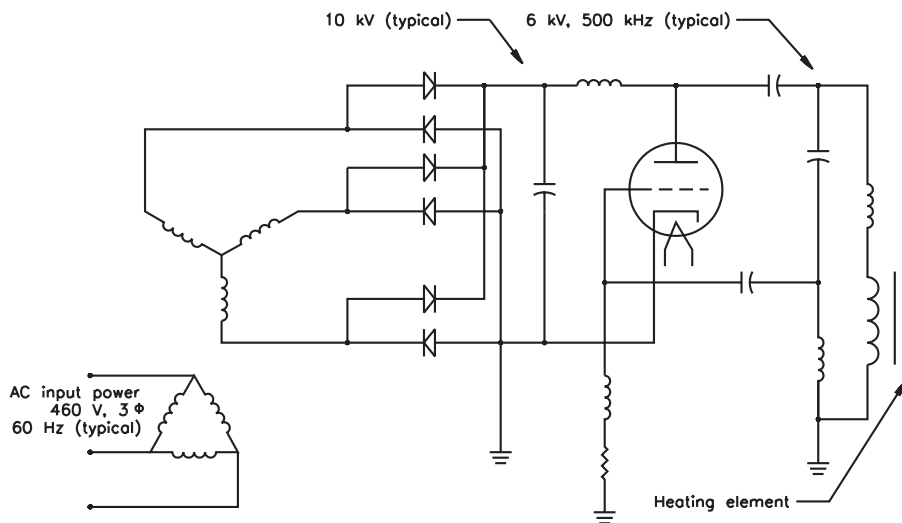 10 kV (typical)
6 kV, 500 kHz (typical)
AC input power
460 V, 3 Φ
60 Hz (typical)
Heating element